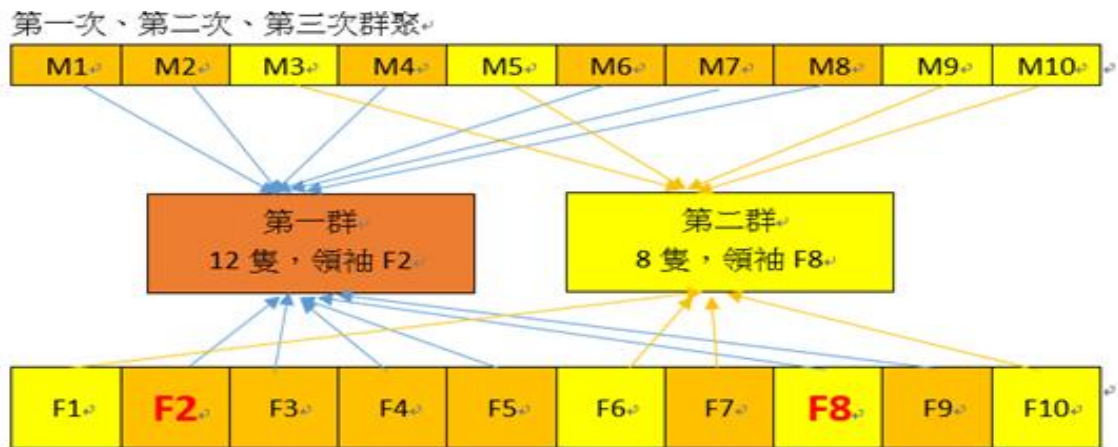 第一次、第二次、第三次群聚
M1 M2 M3 M4 M5 M6 M7 M8 M9 M10
第一群
12 隻，領袖 F2
第二群
8 隻，領袖 F8
F1 F2 F3 F4 F5 F6 F7 F8 F9 F10